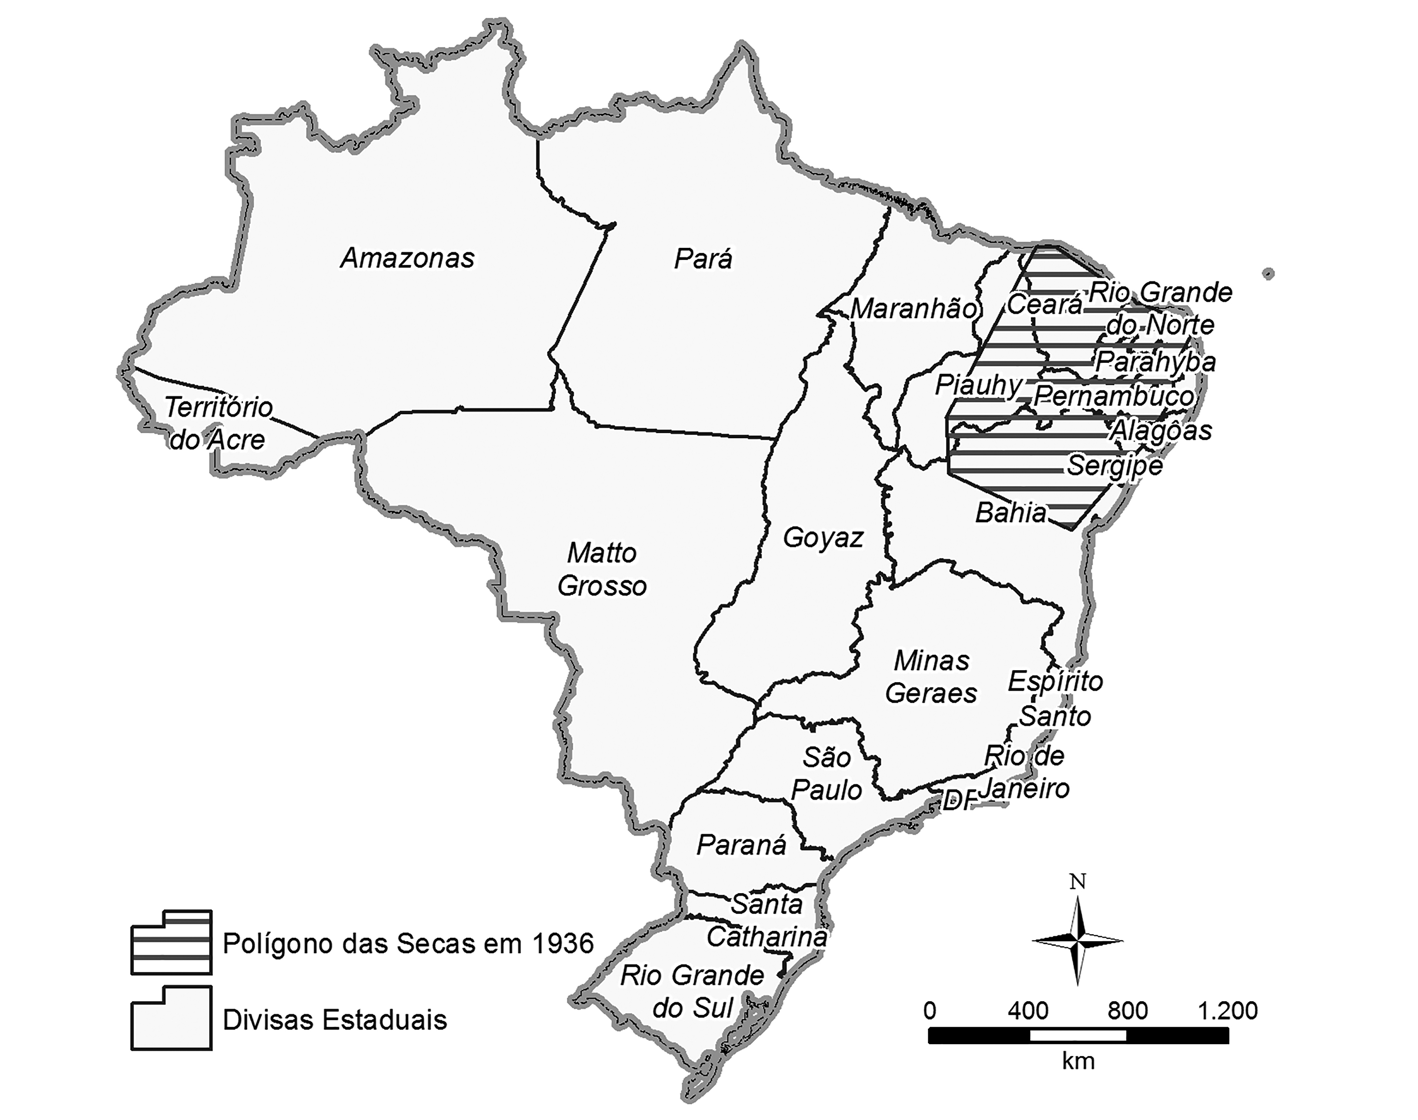 Amazonas
Pará
Maranhão
Ceará
Rio Grande
do Norte
Parahyba
Piauhy
Pernambuco
Alagôas
Sergipe
Bahia
Território
do Acre
Matto
Grosso
Goyaz
Minas
Geraes
Espírito
Santo
Rio de
Janeiro
DF
São
Paulo
Paraná
Santa
Catharina
Rio Grande
do Sul
Polígono das Secas em 1936
Divisas Estaduais
N
0 400 800 1.200
km